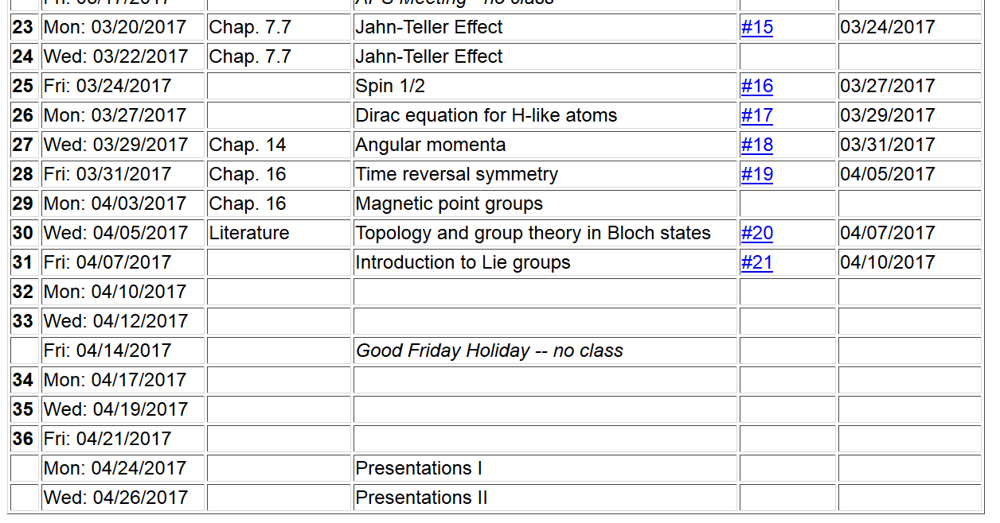 23 Mon: 03/20/2017 Chap. 7.7 Jahn-Teller Effect #15 03/24/2017
24 Wed: 03/22/2017 Chap. 7.7 Jahn-Teller Effect
25 Fri: 03/24/2017 Spin 1/2 #16 03/27/2017
26 Mon: 03/27/2017 Dirac equation for H-like atoms #17 03/29/2017
27 Wed: 03/29/2017 Chap. 14 Angular momenta #18 03/31/2017
28 Fri: 03/31/2017 Chap. 16 Time reversal symmetry #19 04/05/2017
29 Mon: 04/03/2017 Chap. 16 Magnetic point groups
30 Wed: 04/05/2017 Literature Topology and group theory in Bloch states #20 04/07/2017
31 Fri: 04/07/2017 Introduction to Lie groups #21 04/10/2017
32 Mon: 04/10/2017
33 Wed: 04/12/2017
Fri: 04/14/2017 Good Friday Holiday -- no class
34 Mon: 04/17/2017
35 Wed: 04/19/2017
36 Fri: 04/21/2017
Mon: 04/24/2017 Presentations I
Wed: 04/26/2017 Presentations II